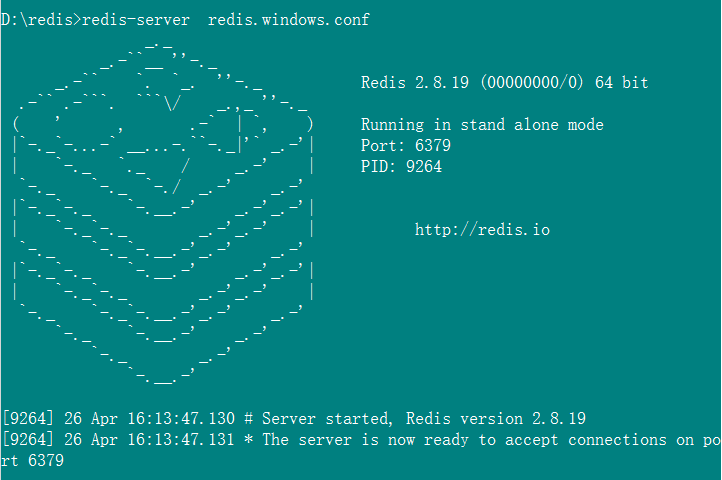 D:\redis>redis-server  redis.windows.conf
Redis 2.8.19 (00000000/0) 64 bit
Running in stand alone mode
Port: 6379
PID: 9264
http://redis.io
[9264] 26 Apr 16:13:47.130 # Server started, Redis version 2.8.19
[9264] 26 Apr 16:13:47.131 * The server is now ready to accept connections on po
rt 6379